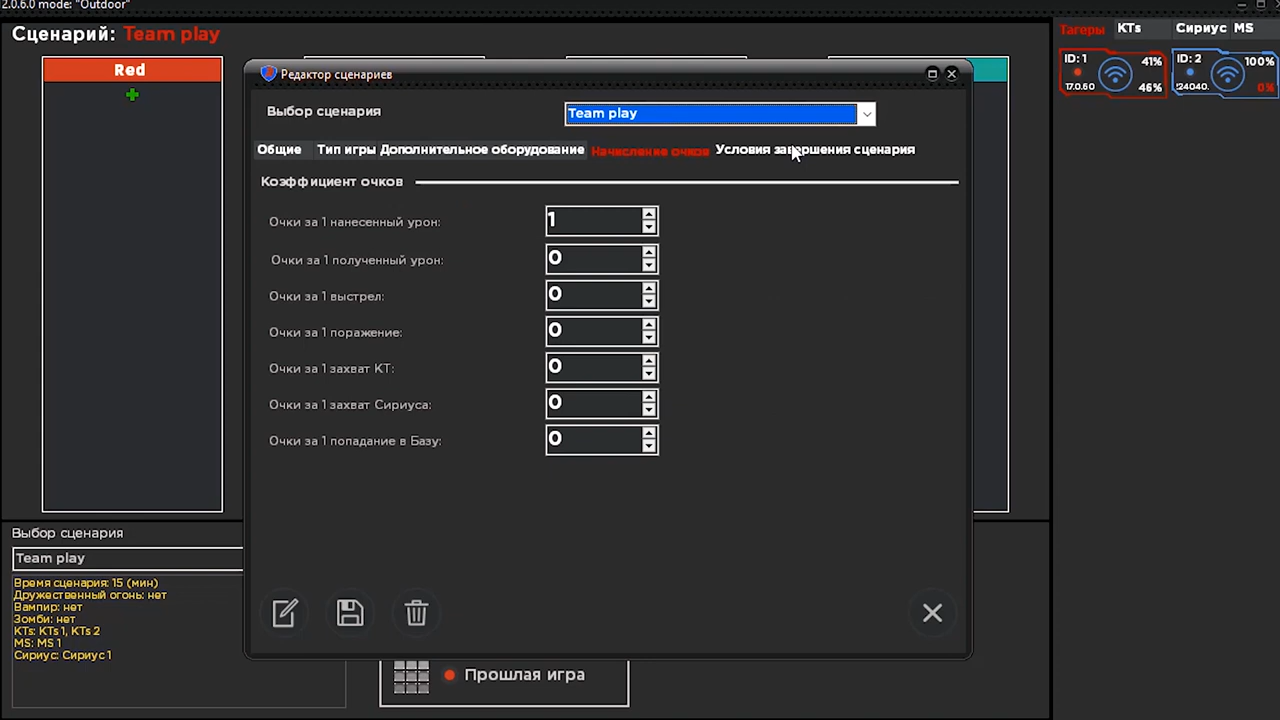 2.0.6.0 mode: "Outdoor"
Сценарий: Team play
Red
Тагеры KTs Сириус MS
ID: 1 41%
17.0.60 46%
ID: 2 100%
!24040. 0%
Редактор сценариев
Выбор сценария Team play
Общие Тип игры Дополнительное оборудование Начисление очков Условия завершения сценария
Коэффициент очков
Очки за 1 нанесенный урон: 1
Очки за 1 полученный урон: 0
Очки за 1 выстрел: 0
Очки за 1 поражение: 0
Очки за 1 захват КТ: 0
Очки за 1 захват Сириуса: 0
Очки за 1 попадание в Базу: 0
Выбор сценария
Team play
Время сценария: 15 (мин)
Дружественный огонь: нет
Вампир: нет
Зомби: нет
KTs: KTs 1, KTs 2
MS: MS 1
Сириус: Сириус 1
Прошлая игра